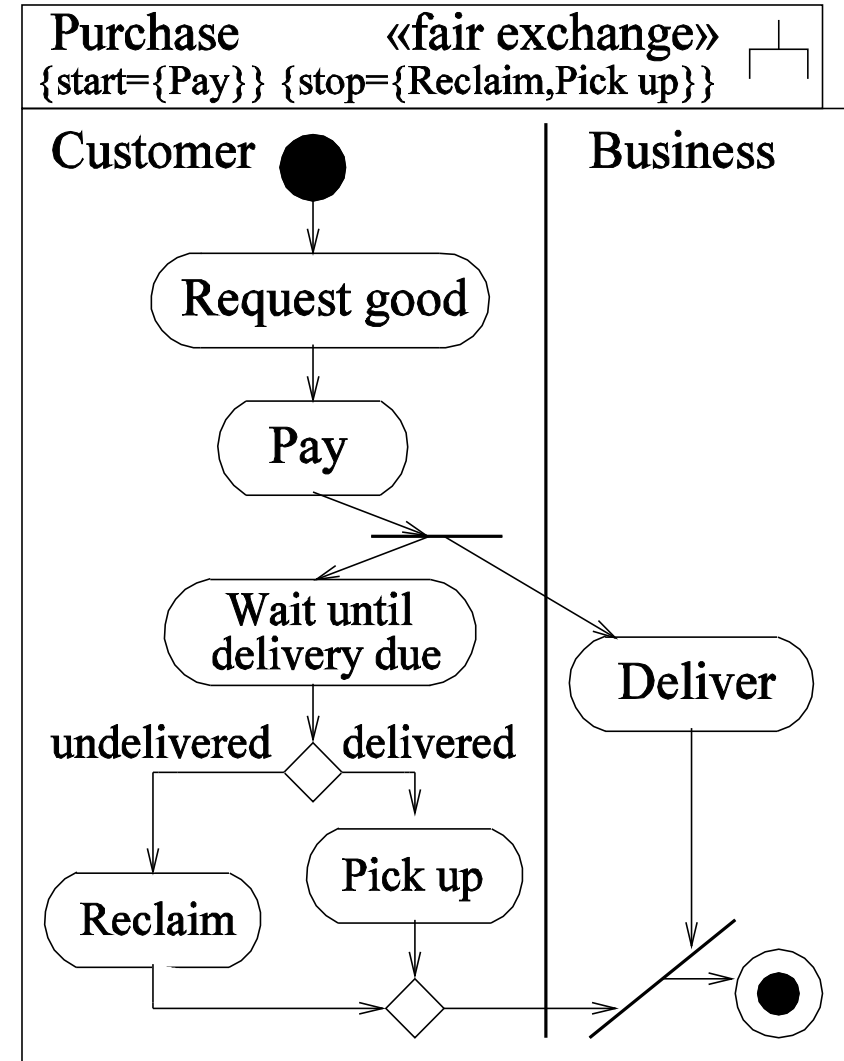 Purchase «fair exchange»
{start={Pay}} {stop={Reclaim,Pick up}}
Customer
Business
Request good
Pay
Wait until
delivery due
Deliver
undelivered
delivered
Pick up
Reclaim